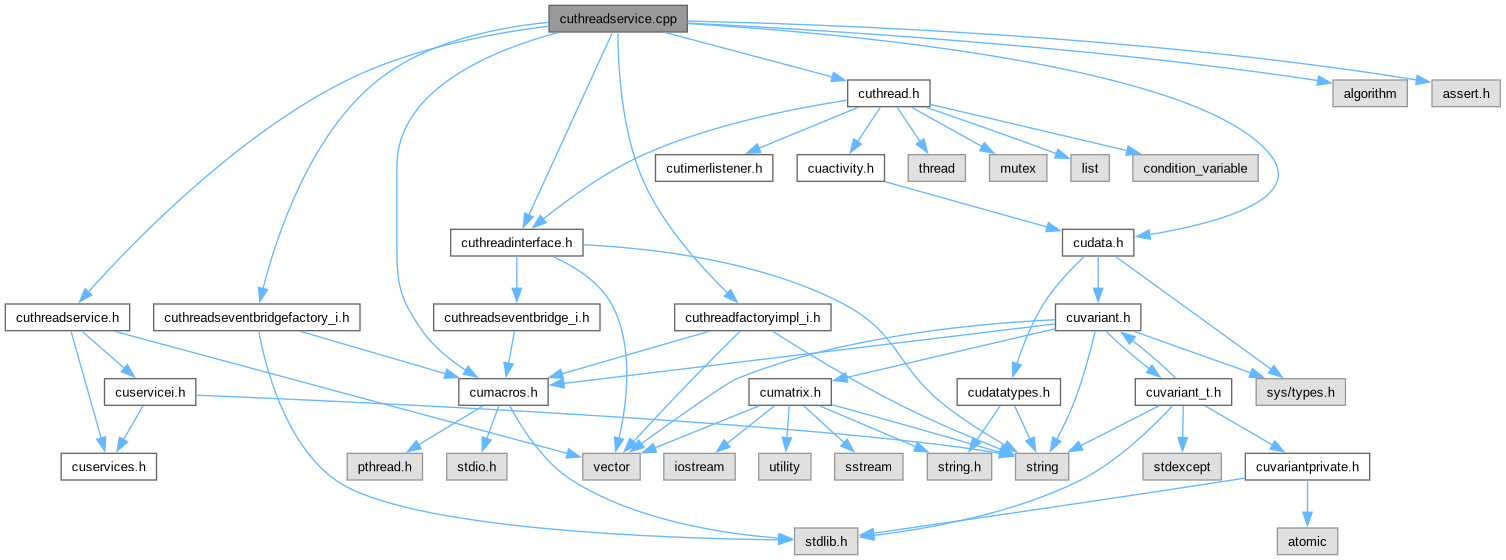 cuthreadservice.cpp
cuthread.h
algorithm
assert.h
cutimerlistener.h
cuactivity.h
thread
mutex
list
condition_variable
cuthreadinterface.h
cudata.h
cuthreadservice.h
cuthreadseventbridgefactory_i.h
cuthreadseventbridge_i.h
cuthreadfactoryimpl_i.h
cuvariant.h
cuservicei.h
cumacros.h
cumatrix.h
cudatatypes.h
cuvariant_t.h
sys/types.h
cuservices.h
pthread.h
stdio.h
vector
iostream
utility
sstream
string.h
string
stdexcept
cuvariantprivate.h
stdlib.h
atomic